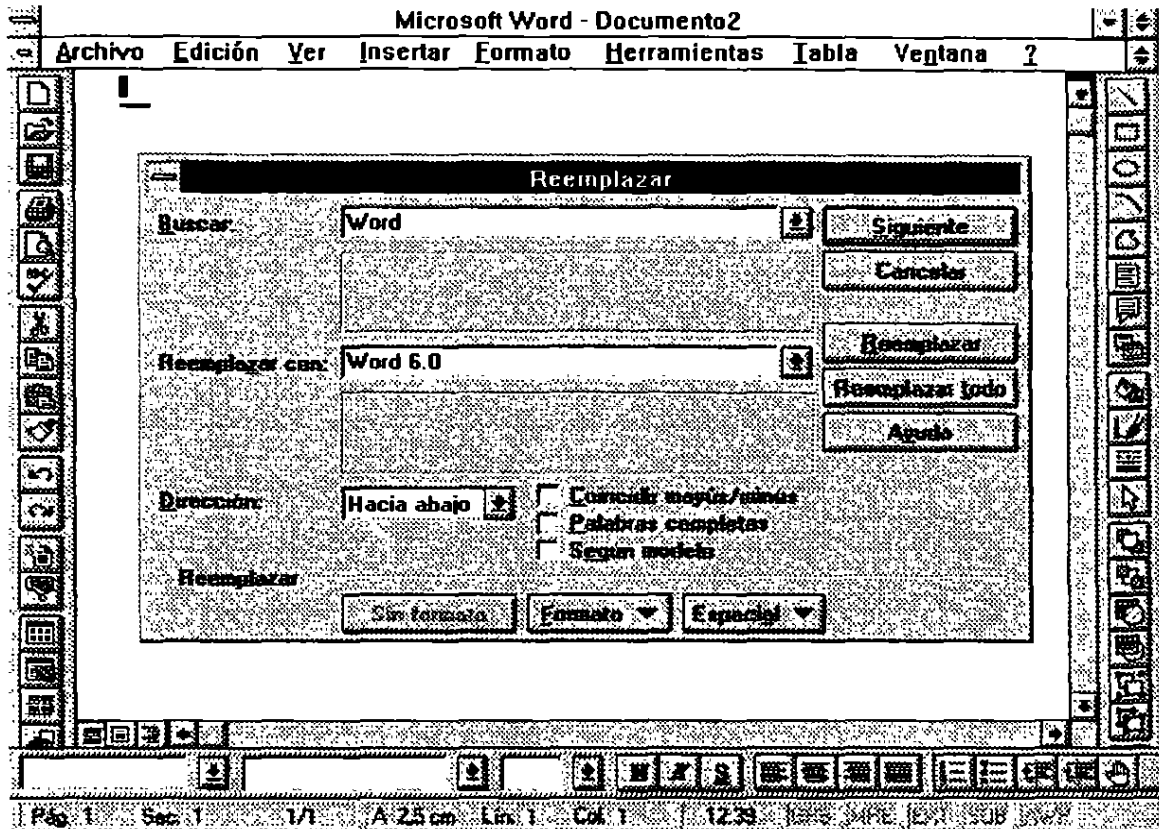 Microsoft Word - Documento2
Archivo Edición Ver Insertar Formato Herramientas Tabla Ventana ?
Reemplazar
Buscar: Word Siguiente
Cancelar
Reemplazar con: Word 6.0 Reemplazar
Reemplazar todo
Ayuda
Dirección: Hacia abajo Coincidir mayús/minús
Palabras completas
Según modelo
Reemplazar
Sin formato Formato Especial
Pág. 1 Sec. 1 1/1 A 2,5 cm Lín. 1 Col. 1 12:39